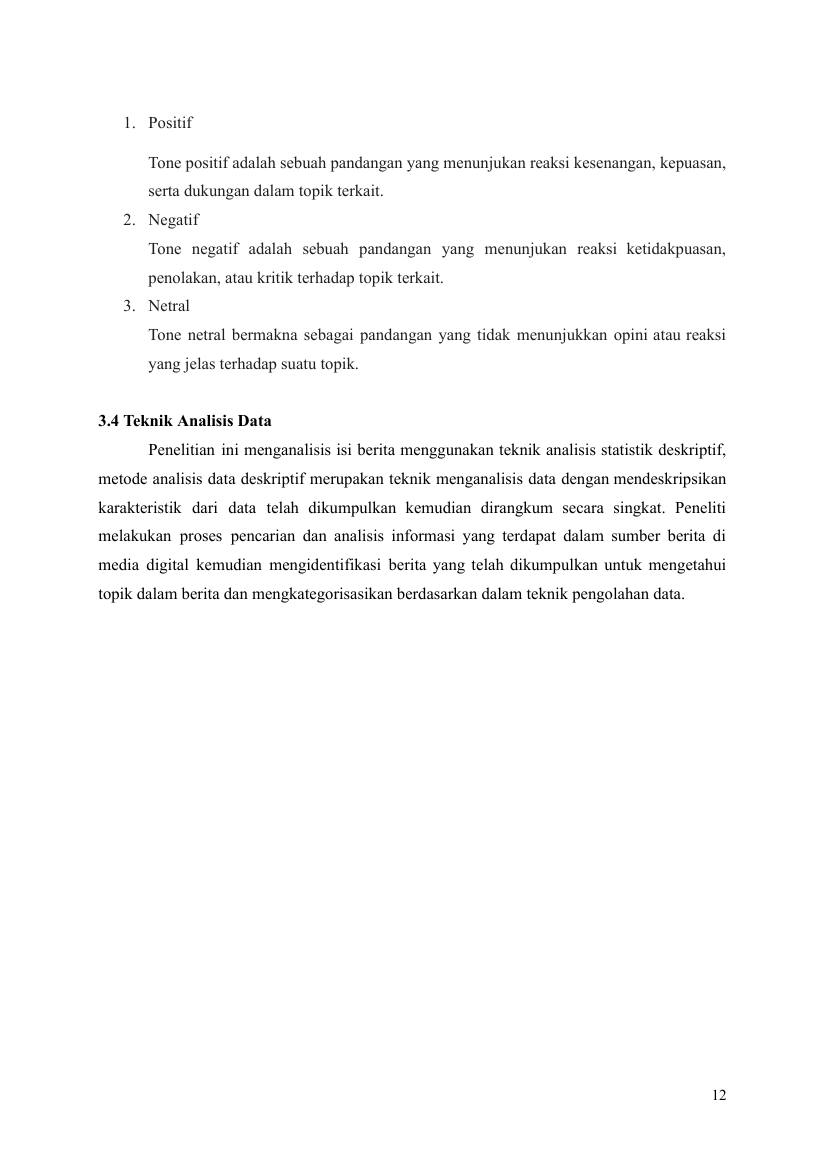 1. Positif
Tone positif adalah sebuah pandangan yang menunjukan reaksi kesenangan, kepuasan,
serta dukungan dalam topik terkait.
2. Negatif
Tone negatif adalah sebuah pandangan yang menunjukan reaksi ketidakpuasan,
penolakan, atau kritik terhadap topik terkait.
3. Netral
Tone netral bermakna sebagai pandangan yang tidak menunjukkan opini atau reaksi
yang jelas terhadap suatu topik.
3.4 Teknik Analisis Data
Penelitian ini menganalisis isi berita menggunakan teknik analisis statistik deskriptif,
metode analisis data deskriptif merupakan teknik menganalisis data dengan mendeskripsikan
karakteristik dari data telah dikumpulkan kemudian dirangkum secara singkat. Peneliti
melakukan proses pencarian dan analisis informasi yang terdapat dalam sumber berita di
media digital kemudian mengidentifikasi berita yang telah dikumpulkan untuk mengetahui
topik dalam berita dan mengkategorisasikan berdasarkan dalam teknik pengolahan data.
12